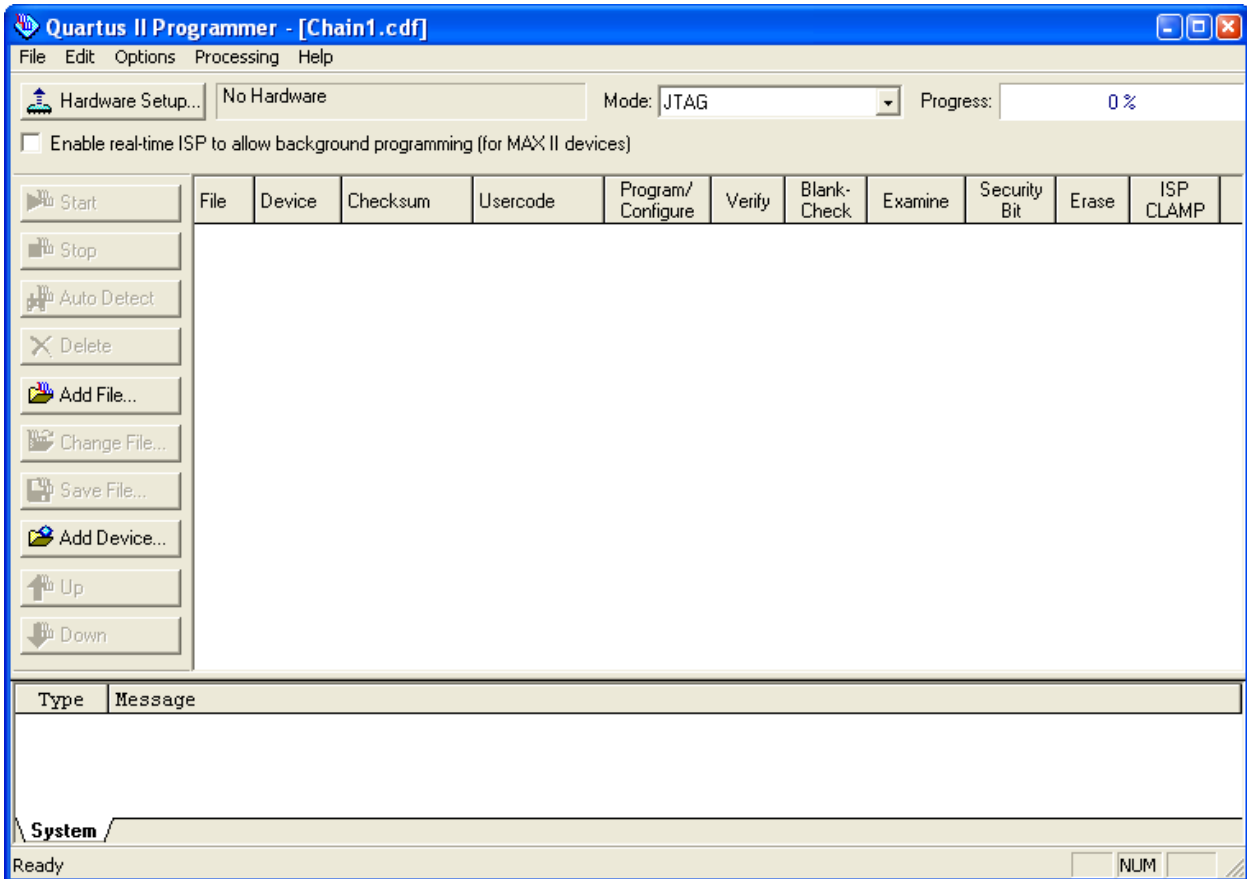 Quartus II Programmer - [Chain1.cdf]
File Edit Options Processing Help
Hardware Setup... No Hardware Mode: JTAG Progress: 0 %
Enable real-time ISP to allow background programming (for MAX II devices)
File Device Checksum Usercode Program/ Configure Verify Blank- Check Examine Security Bit Erase ISP CLAMP
Start
Stop
Auto Detect
Delete
Add File...
Change File...
Save File...
Add Device...
Up
Down
Type Message
System
Ready NUM